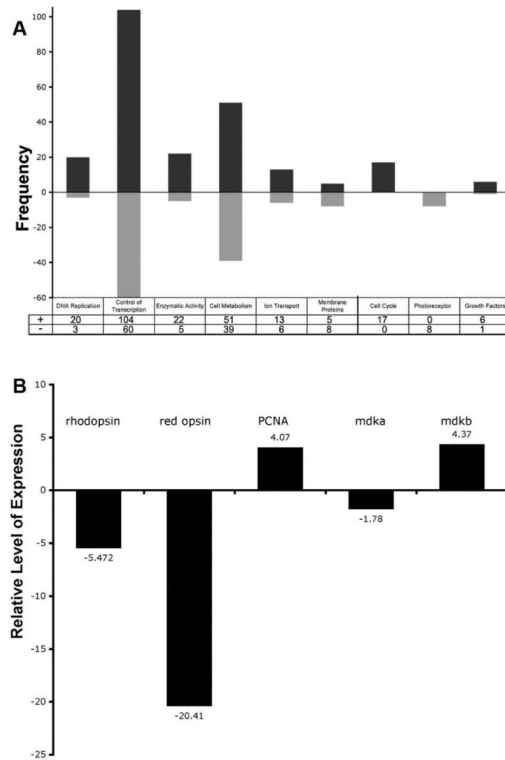 A
Frequency
100
80
60
40
20
0
-20
-40
-60
DNA Replication Control of Transcription Enzymatic Activity Cell Metabolism Ion Transport Membrane Proteins Cell Cycle Photoreceptor Growth Factors
+ 20 104 22 51 13 5 17 0 6
- 3 60 5 39 6 8 0 8 1
B
Relative Level of Expression
10
5
0
-5
-10
-15
-20
-25
rhodopsin red opsin PCNA mdka mdkb
4.07
4.37
-1.78
-5.472
-20.41